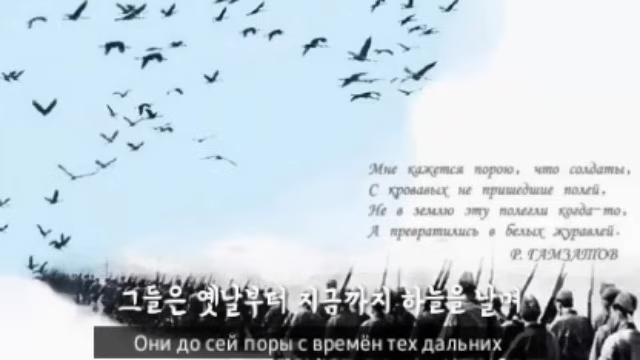 Мне кажется порою, что солдаты,
С кровавых не пришедшие полей,
Не в землю эту полегли когда-то,
А превратились в белых журавлей.
Р. ГАМЗАТОВ
그들은 옛날부터 지금까지 하늘을 날며
Они до сей поры с времён тех дальних